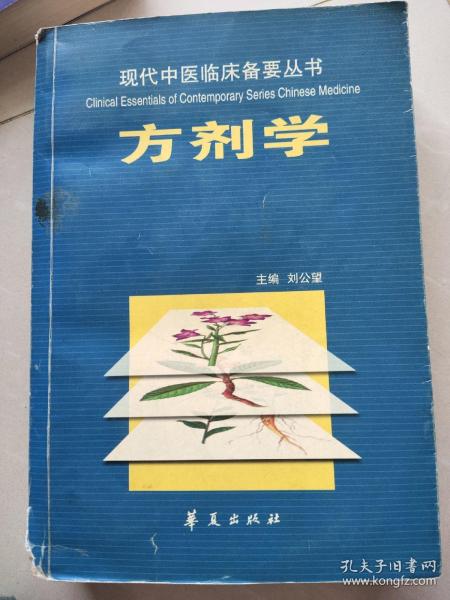 现代中医临床备要丛书
Clinical Essentials of Contemporary Series Chinese Medicine
方剂学
主编 刘公望
华夏出版社
孔夫子旧书网
www.kongfz.com